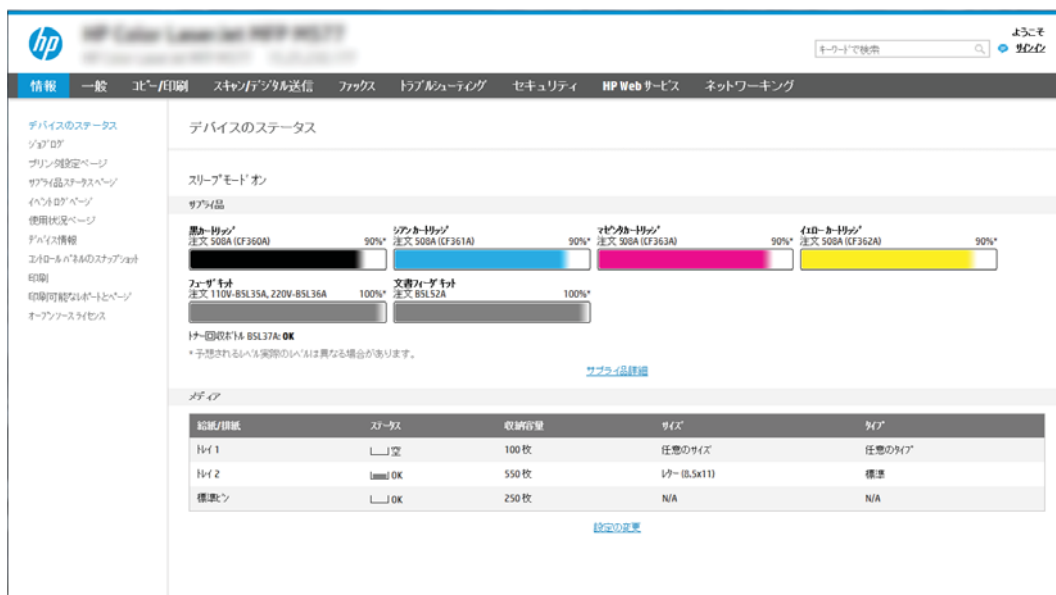 hp
ようこそ
キーワードで検索
サインイン
情報 一般 コピー/印刷 スキャン/デジタル送信 ファックス トラブルシューティング セキュリティ HP Web サービス ネットワーキング
デバイスのステータス
ジョブ ログ
プリンタ設定ページ
サプライ品ステータス ページ
イベント ログ ページ
使用状況ページ
デバイス情報
コントロール パネルのスナップショット
印刷
印刷可能なレポートとページ
オープン ソース ライセンス
デバイスのステータス
スリープ モード オン
サプライ品
黒カートリッジ
注文 508A (CF360A) 90%*
シアン カートリッジ
注文 508A (CF361A) 90%*
マゼンタ カートリッジ
注文 508A (CF363A) 90%*
イエロー カートリッジ
注文 508A (CF362A) 90%*
フューザ キット
注文 110V-B5L35A, 220V-B5L36A 100%*
文書フィーダ キット
注文 B5L52A 100%*
トナー回収ボトル B5L37A: OK
* 予想されるレベル実際のレベルは異なる場合があります。
サプライ品詳細
メディア
給紙/排紙 ステータス 収納容量 サイズ タイプ
トレイ 1 空 100 枚 任意のサイズ 任意のタイプ
トレイ 2 OK 550 枚 レター (8.5x11) 標準
標準ビン OK 250 枚 N/A N/A
設定の変更